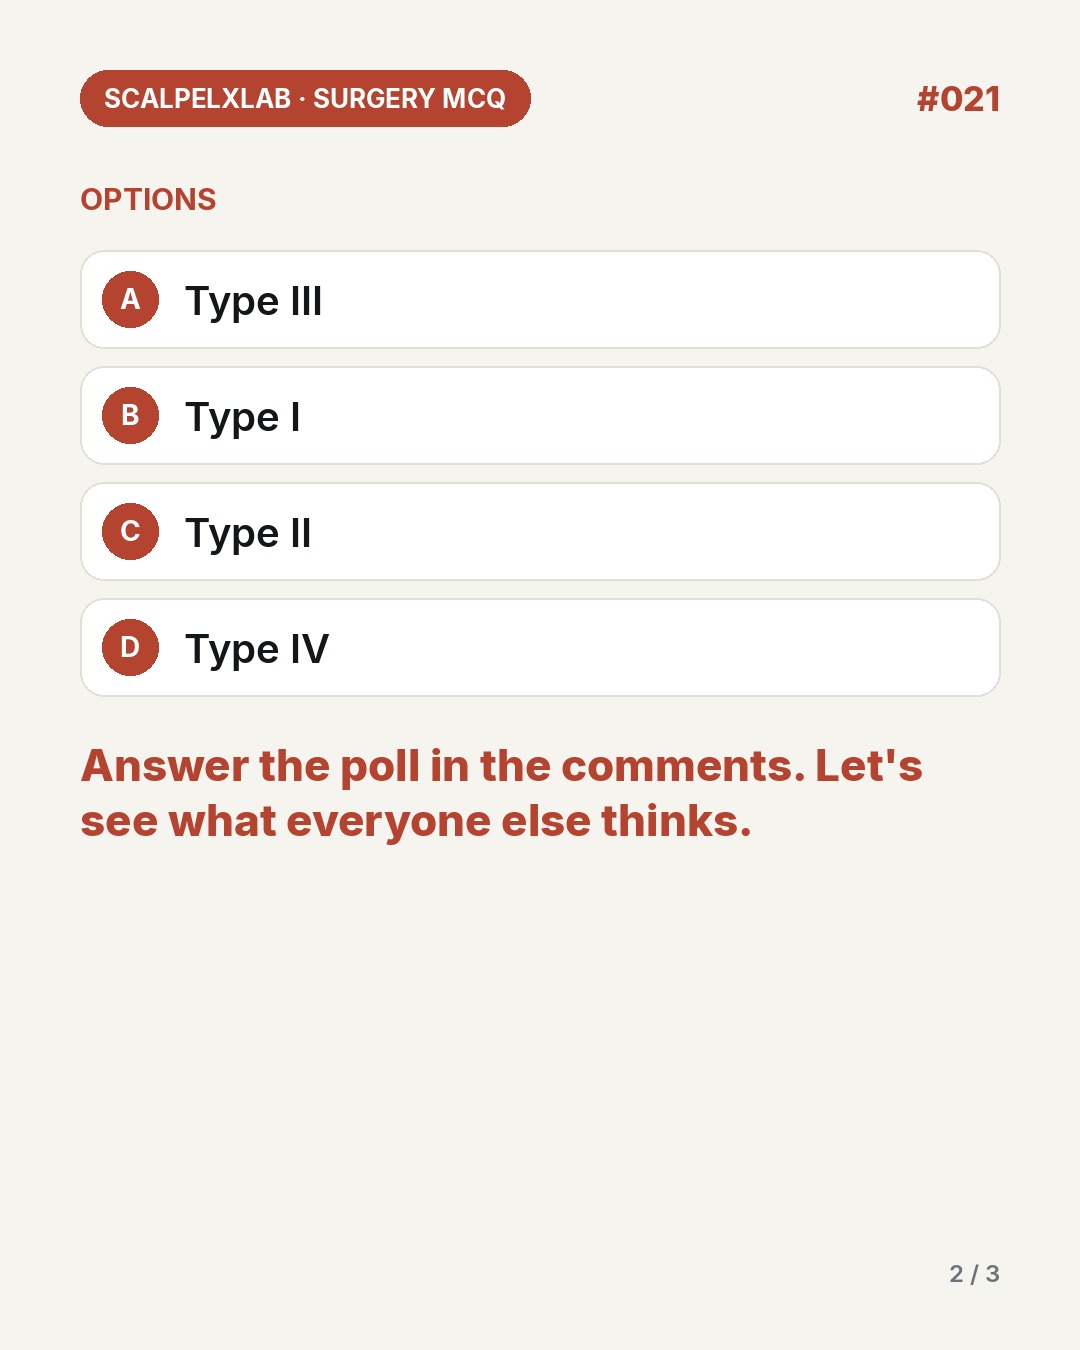 SCALPELXLAB · SURGERY MCQ
#021
OPTIONS
A Type III
B Type I
C Type II
D Type IV
Answer the poll in the comments. Let's
see what everyone else thinks.
2 / 3